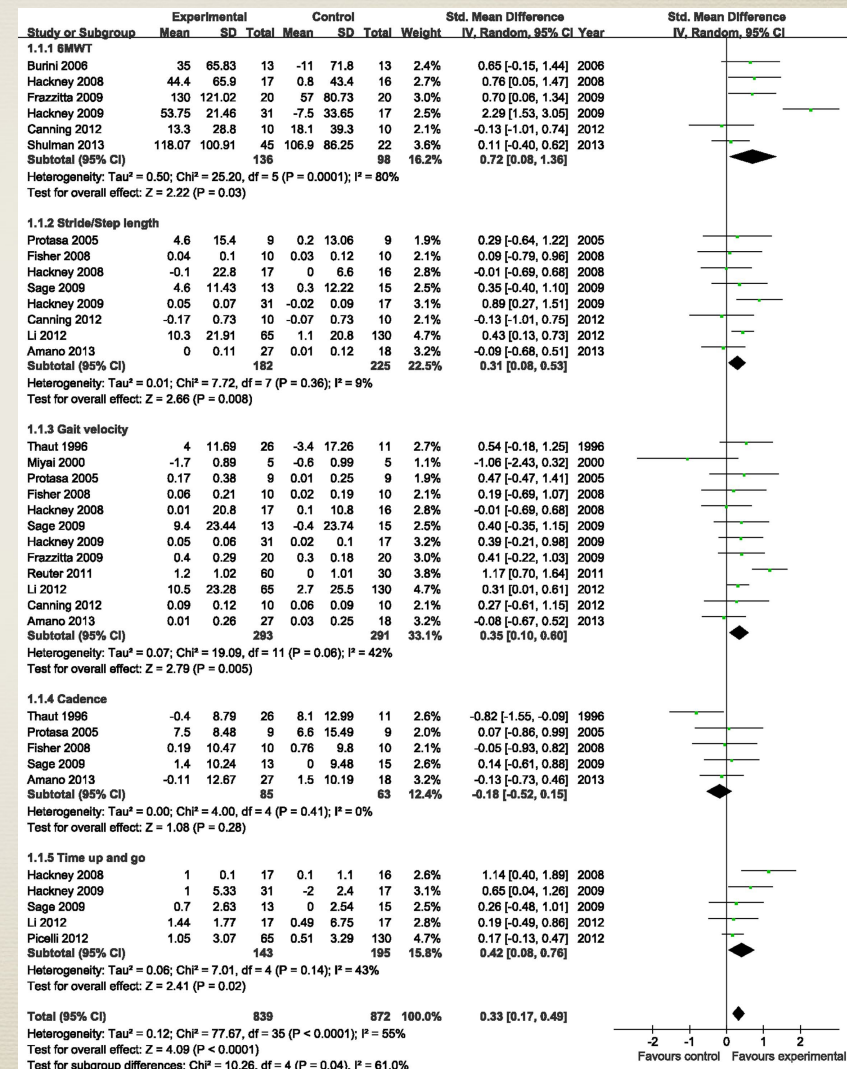 Experimental Control Std. Mean Difference Std. Mean Difference
Study or Subgroup Mean SD Total Mean SD Total Weight IV, Random, 95% CI Year IV, Random, 95% CI
1.1.1 6MWT
Burini 2006 35 65.83 13 -11 71.8 13 2.4% 0.65 [-0.15, 1.44] 2006
Hackney 2008 44.4 65.9 17 0.8 43.4 16 2.7% 0.76 [0.05, 1.47] 2008
Frazzitta 2009 130 121.02 20 57 80.73 20 3.0% 0.70 [0.06, 1.34] 2009
Hackney 2009 53.75 21.46 31 -7.5 33.65 17 2.5% 2.29 [1.53, 3.05] 2009
Canning 2012 13.3 28.8 10 18.1 39.3 10 2.1% -0.13 [-1.01, 0.74] 2012
Shulman 2013 118.07 100.91 45 106.9 86.25 22 3.6% 0.11 [-0.40, 0.62] 2013
Subtotal (95% CI) 136 98 16.2% 0.72 [0.08, 1.36]
Heterogeneity: Tau² = 0.50; Chi² = 25.20, df = 5 (P = 0.0001); I² = 80%
Test for overall effect: Z = 2.22 (P = 0.03)
1.1.2 Stride/Step length
Protasa 2005 4.6 15.4 9 0.2 13.06 9 1.9% 0.29 [-0.64, 1.22] 2005
Fisher 2008 0.04 0.1 10 0.03 0.12 10 2.1% 0.09 [-0.79, 0.96] 2008
Hackney 2008 -0.1 22.8 17 0 6.6 16 2.8% -0.01 [-0.69, 0.68] 2008
Sage 2009 4.6 11.43 13 0.3 12.22 15 2.5% 0.35 [-0.40, 1.10] 2009
Hackney 2009 0.05 0.07 31 -0.02 0.09 17 3.1% 0.89 [0.27, 1.51] 2009
Canning 2012 -0.17 0.73 10 -0.07 0.73 10 2.1% -0.13 [-1.01, 0.75] 2012
Li 2012 10.3 21.91 65 1.1 20.8 130 4.7% 0.43 [0.13, 0.73] 2012
Amano 2013 0 0.11 27 0.01 0.12 18 3.2% -0.09 [-0.68, 0.51] 2013
Subtotal (95% CI) 182 225 22.5% 0.31 [0.08, 0.53]
Heterogeneity: Tau² = 0.01; Chi² = 7.72, df = 7 (P = 0.36); I² = 9%
Test for overall effect: Z = 2.66 (P = 0.008)
1.1.3 Gait velocity
Thaut 1996 4 11.69 26 -3.4 17.26 11 2.7% 0.54 [-0.18, 1.25] 1996
Miyai 2000 -1.7 0.89 5 -0.6 0.99 5 1.1% -1.06 [-2.43, 0.32] 2000
Protasa 2005 0.17 0.38 9 0.01 0.25 9 1.9% 0.47 [-0.47, 1.41] 2005
Fisher 2008 0.06 0.21 10 0.02 0.19 10 2.1% 0.19 [-0.69, 1.07] 2008
Hackney 2008 0.01 20.8 17 0.1 10.8 16 2.8% -0.01 [-0.69, 0.68] 2008
Sage 2009 9.4 23.44 13 -0.4 23.74 15 2.5% 0.40 [-0.35, 1.15] 2009
Hackney 2009 0.05 0.06 31 0.02 0.1 17 3.2% 0.39 [-0.21, 0.98] 2009
Frazzitta 2009 0.4 0.29 20 0.3 0.18 20 3.0% 0.41 [-0.22, 1.03] 2009
Reuter 2011 1.2 1.02 60 0 1.01 30 3.8% 1.17 [0.70, 1.64] 2011
Li 2012 10.5 23.28 65 2.7 25.5 130 4.7% 0.31 [0.01, 0.61] 2012
Canning 2012 0.09 0.12 10 0.06 0.09 10 2.1% 0.27 [-0.61, 1.15] 2012
Amano 2013 0.01 0.26 27 0.03 0.25 18 3.2% -0.08 [-0.67, 0.52] 2013
Subtotal (95% CI) 293 291 33.1% 0.35 [0.10, 0.60]
Heterogeneity: Tau² = 0.07; Chi² = 19.09, df = 11 (P = 0.06); I² = 42%
Test for overall effect: Z = 2.79 (P = 0.005)
1.1.4 Cadence
Thaut 1996 -0.4 8.79 26 8.1 12.99 11 2.6% -0.82 [-1.55, -0.09] 1996
Protasa 2005 7.5 8.48 9 6.6 15.49 9 2.0% 0.07 [-0.86, 0.99] 2005
Fisher 2008 0.19 10.47 10 0.76 9.8 10 2.1% -0.05 [-0.93, 0.82] 2008
Sage 2009 1.4 10.24 13 0 9.48 15 2.5% 0.14 [-0.61, 0.88] 2009
Amano 2013 -0.11 12.67 27 1.5 10.19 18 3.2% -0.13 [-0.73, 0.46] 2013
Subtotal (95% CI) 85 63 12.4% -0.18 [-0.52, 0.15]
Heterogeneity: Tau² = 0.00; Chi² = 4.00, df = 4 (P = 0.41); I² = 0%
Test for overall effect: Z = 1.08 (P = 0.28)
1.1.5 Time up and go
Hackney 2008 1 0.1 17 0.1 1.1 16 2.6% 1.14 [0.40, 1.89] 2008
Hackney 2009 1 5.33 31 -2 2.4 17 3.1% 0.65 [0.04, 1.26] 2009
Sage 2009 0.7 2.63 13 0 2.54 15 2.5% 0.26 [-0.48, 1.01] 2009
Li 2012 1.44 1.77 17 0.49 6.75 17 2.8% 0.19 [-0.49, 0.86] 2012
Picelli 2012 1.05 3.07 65 0.51 3.29 130 4.7% 0.17 [-0.13, 0.47] 2012
Subtotal (95% CI) 143 195 15.8% 0.42 [0.08, 0.76]
Heterogeneity: Tau² = 0.06; Chi² = 7.01, df = 4 (P = 0.14); I² = 43%
Test for overall effect: Z = 2.41 (P = 0.02)
Total (95% CI) 839 872 100.0% 0.33 [0.17, 0.49]
Heterogeneity: Tau² = 0.12; Chi² = 77.67, df = 35 (P < 0.0001); I² = 55%
Test for overall effect: Z = 4.09 (P < 0.0001)
Test for subgroup differences: Chi² = 10.26, df = 4 (P = 0.04), I² = 61.0%
-2 -1 0 1 2
Favours control Favours experimental